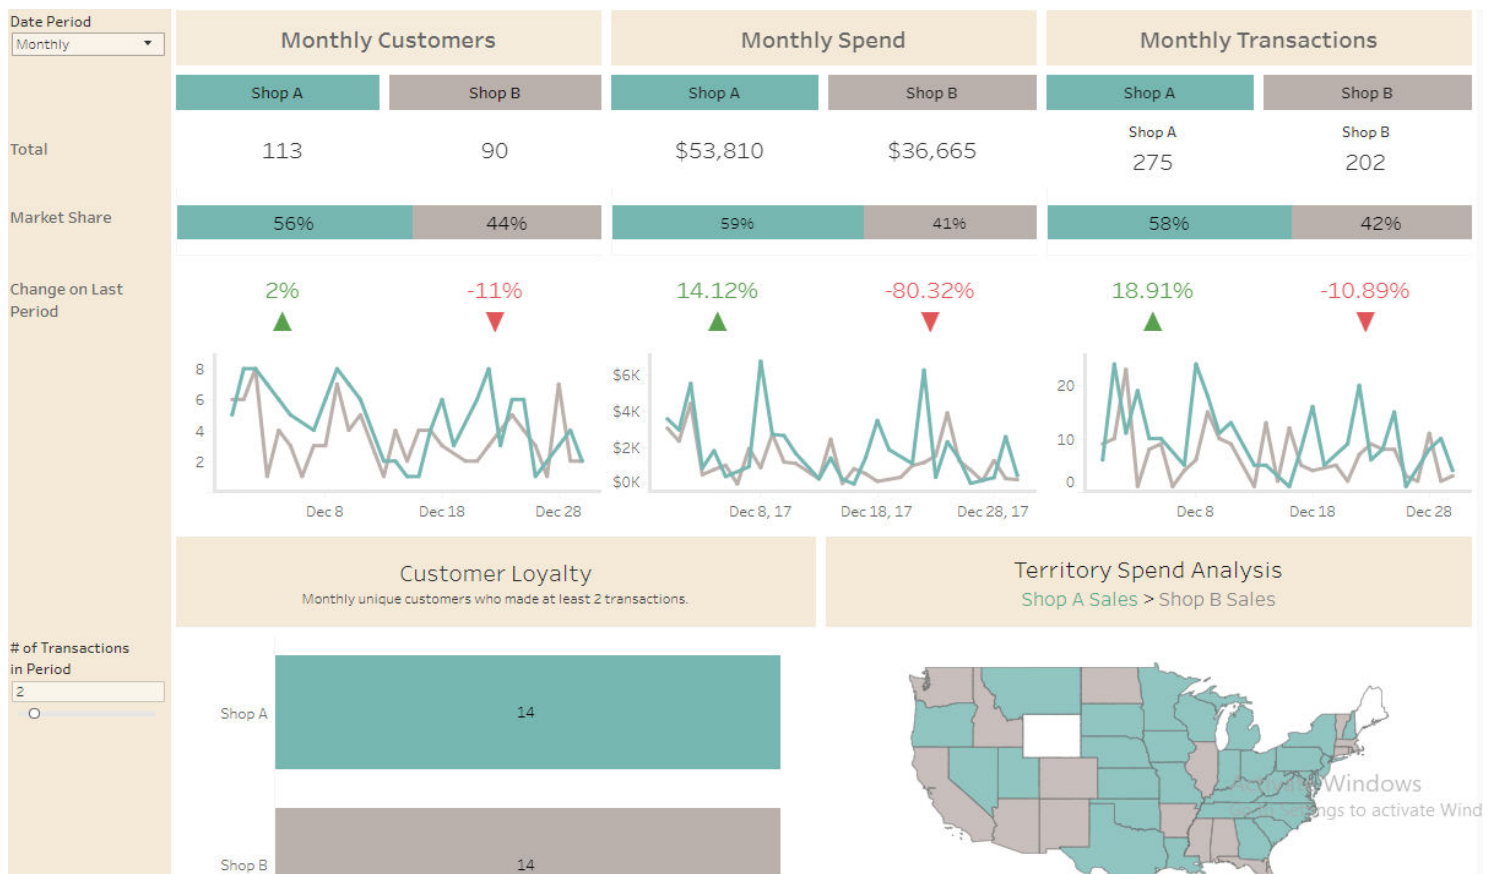 Date Period
Monthly
Monthly Customers
Monthly Spend
Monthly Transactions
Shop A
Shop B
Shop A
Shop B
Shop A
Shop B
Total
113
90
$53,810
$36,665
Shop A
275
Shop B
202
Market Share
56%
44%
59%
41%
58%
42%
Change on Last
Period
2%
-11%
14.12%
-80.32%
18.91%
-10.89%
8
6
4
2
Dec 8
Dec 18
Dec 28
$6K
$4K
$2K
$0K
Dec 8, 17
Dec 18, 17
Dec 28, 17
20
10
0
Dec 8
Dec 18
Dec 28
Customer Loyalty
Monthly unique customers who made at least 2 transactions.
Territory Spend Analysis
Shop A Sales > Shop B Sales
# of Transactions
in Period
2
Shop A
14
Shop B
14
Windows
to activate Wind